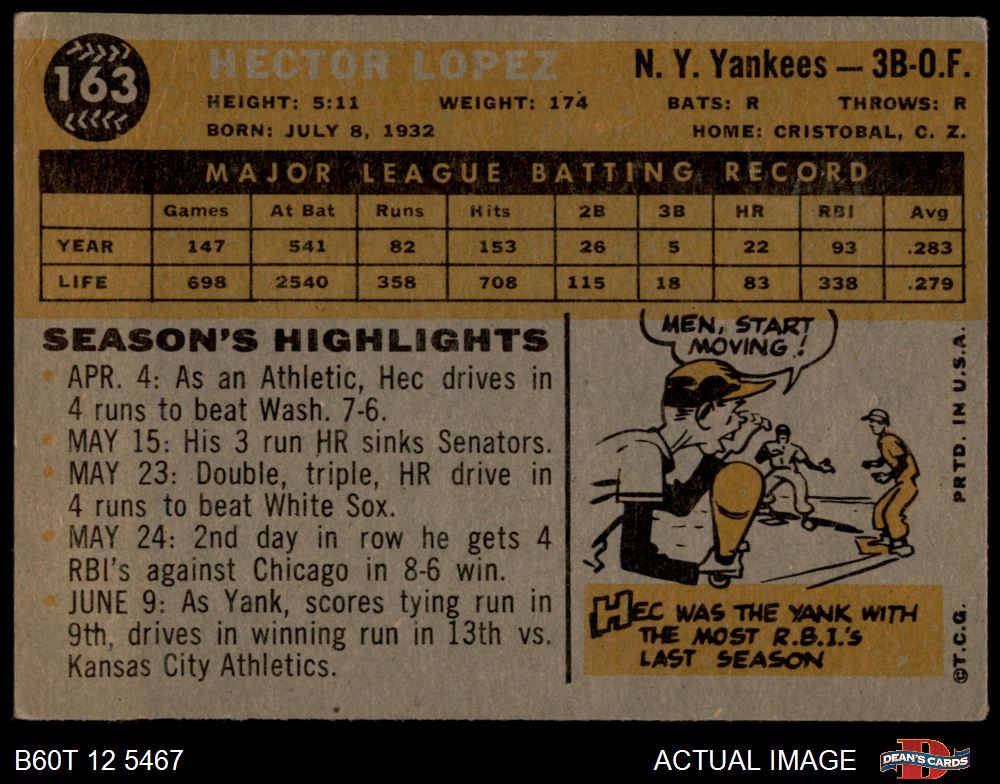 163
HECTOR LOPEZ
N. Y. Yankees — 3B-O.F.
HEIGHT: 5:11 WEIGHT: 174 BATS: R THROWS: R
BORN: JULY 8, 1932 HOME: CRISTOBAL, C. Z.
MAJOR LEAGUE BATTING RECORD
Games At Bat Runs Hits 2B 3B HR RBI Avg
YEAR 147 541 82 153 26 5 22 93 .283
LIFE 698 2540 358 708 115 18 83 338 .279
SEASON'S HIGHLIGHTS
• APR. 4: As an Athletic, Hec drives in
4 runs to beat Wash. 7-6.
• MAY 15: His 3 run HR sinks Senators.
• MAY 23: Double, triple, HR drive in
4 runs to beat White Sox.
• MAY 24: 2nd day in row he gets 4
RBI's against Chicago in 8-6 win.
• JUNE 9: As Yank, scores tying run in
9th, drives in winning run in 13th vs.
Kansas City Athletics.
MEN, START
MOVING!
HEC WAS THE YANK WITH
THE MOST R.B.I.'S
LAST SEASON
©T.C.G. PRTD. IN U.S.A.
B60T 12 5467
ACTUAL IMAGE
DEAN'S CARDS